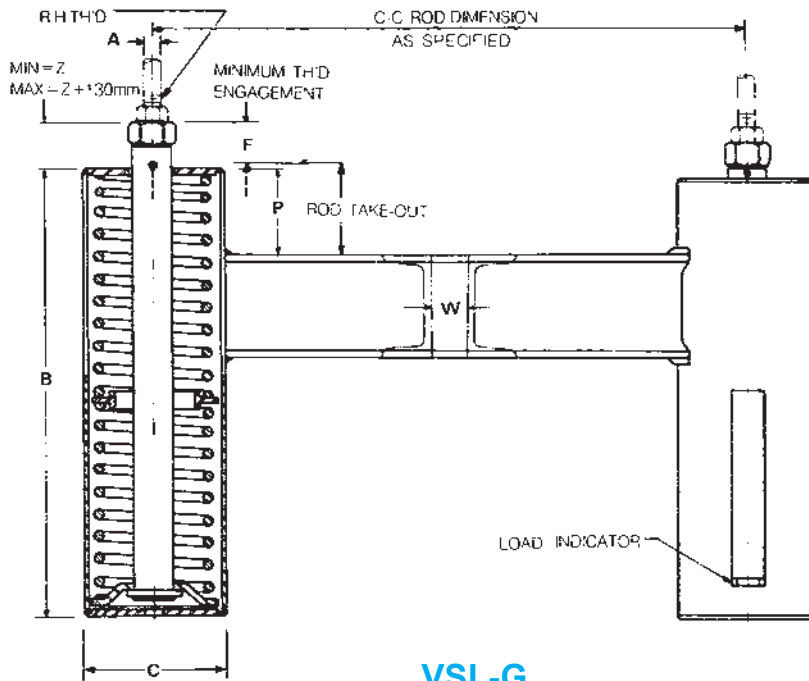 R H TH'D
A
C-C ROD DIMENSION
AS SPECIFIED
MIN = Z
MAX = Z + *30mm
MINIMUM TH'D
ENGAGEMENT
F
P
ROD TAKE-OUT
W
B
LOAD INDICATOR
C
VSL-G